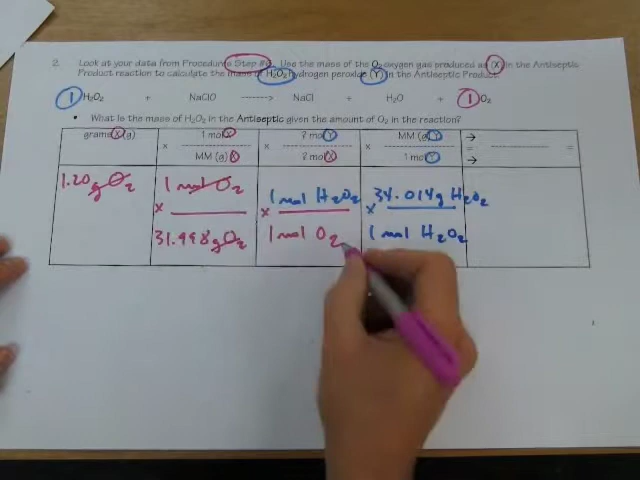 2. Look at your data from Procedure Step #6. Use the mass of the O₂ oxygen gas produced as (X) in the Antiseptic
Product reaction to calculate the mass of H₂O₂ hydrogen peroxide (Y) in the Antiseptic Product.
1 H₂O₂ + NaClO -----> NaCl + H₂O + 1 O₂
• What is the mass of H₂O₂ in the Antiseptic given the amount of O₂ in the reaction?
grams X (g) x 1 mol X x ? mol Y x MM (g) Y → =
MM (g) X ? mol X 1 mol Y = →
1.20 g O₂ 1 mol O₂ 1 mol H₂O₂ 34.014 g H₂O₂
x x x
31.998 g O₂ 1 mol O₂ 1 mol H₂O₂